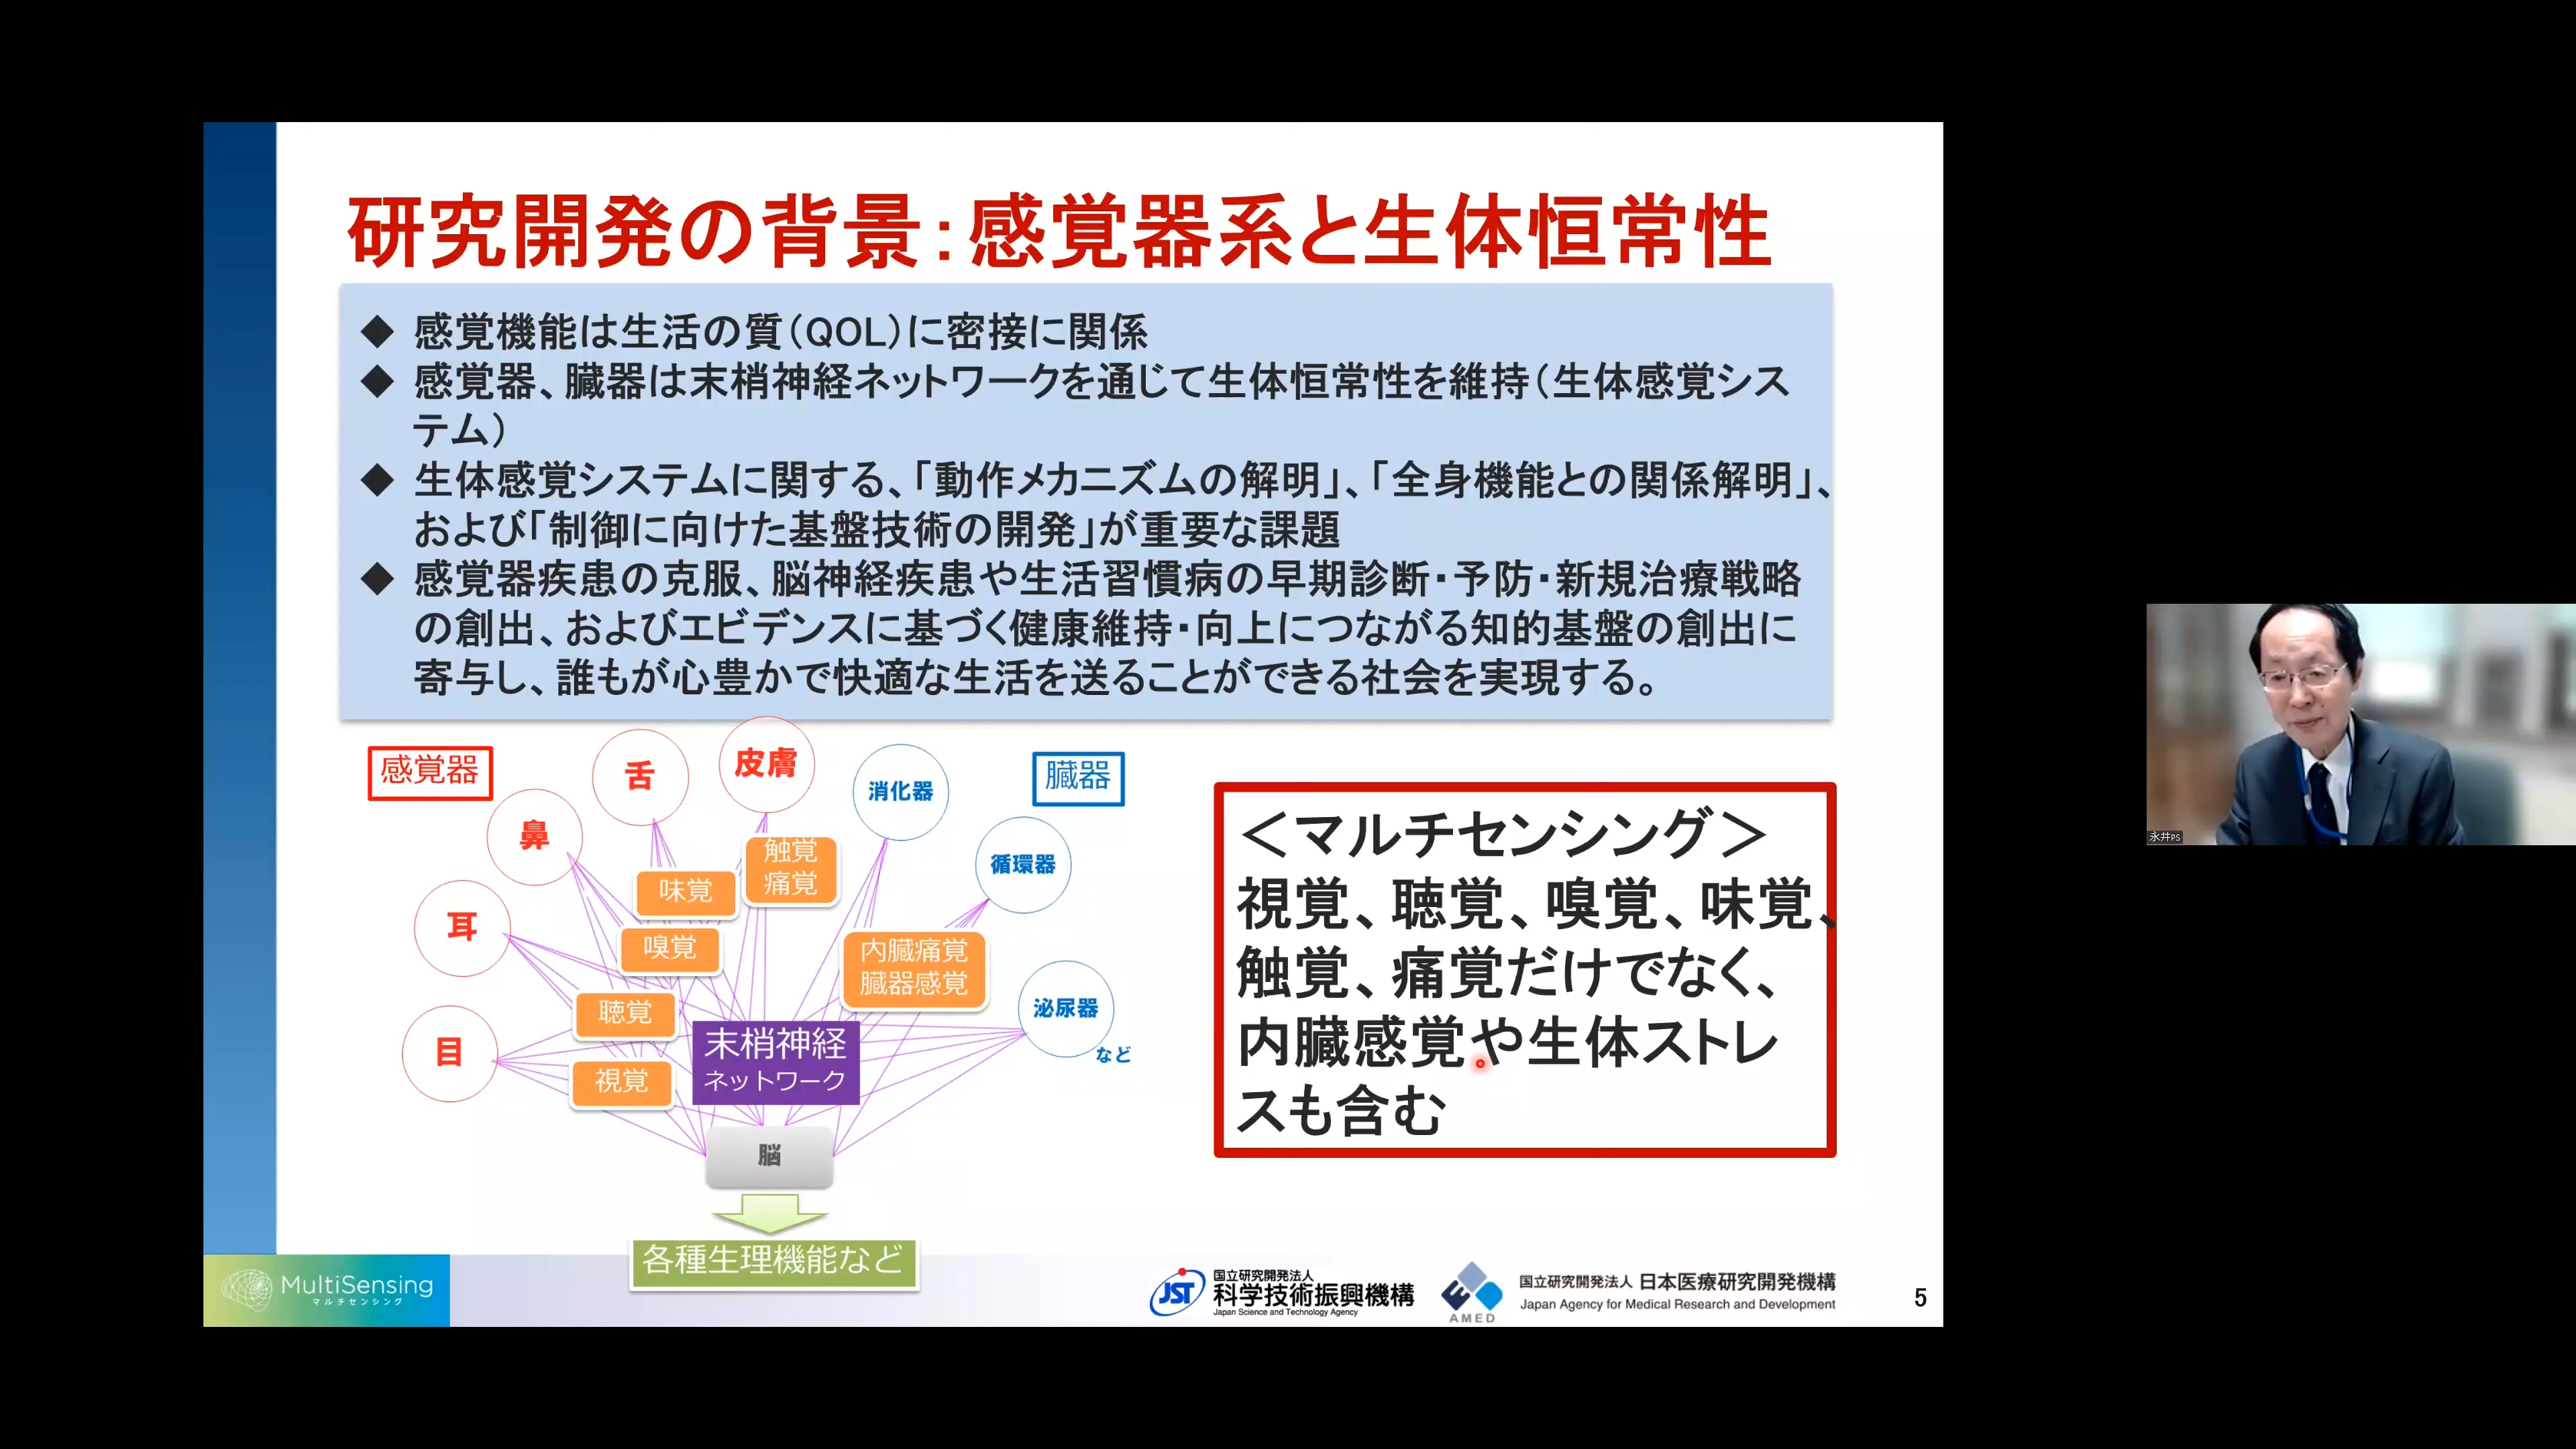 研究開発の背景：感覚器系と生体恒常性
◆ 感覚機能は生活の質（QOL）に密接に関係
◆ 感覚器、臓器は末梢神経ネットワークを通じて生体恒常性を維持（生体感覚シス
テム）
◆ 生体感覚システムに関する、「動作メカニズムの解明」、「全身機能との関係解明」、
および「制御に向けた基盤技術の開発」が重要な課題
◆ 感覚器疾患の克服、脳神経疾患や生活習慣病の早期診断・予防・新規治療戦略
の創出、およびエビデンスに基づく健康維持・向上につながる知的基盤の創出に
寄与し、誰もが心豊かで快適な生活を送ることができる社会を実現する。
感覚器
舌
皮膚
消化器
臓器
鼻
循環器
耳
目
泌尿器
など
触覚
痛覚
味覚
嗅覚
聴覚
視覚
内臓痛覚
臓器感覚
末梢神経
ネットワーク
脳
各種生理機能など
＜マルチセンシング＞
視覚、聴覚、嗅覚、味覚、
触覚、痛覚だけでなく、
内臓感覚や生体ストレ
スも含む
永井PS
MultiSensing
マルチセンシング
JST
国立研究開発法人
科学技術振興機構
Japan Science and Technology Agency
AMED
国立研究開発法人 日本医療研究開発機構
Japan Agency for Medical Research and Development
5